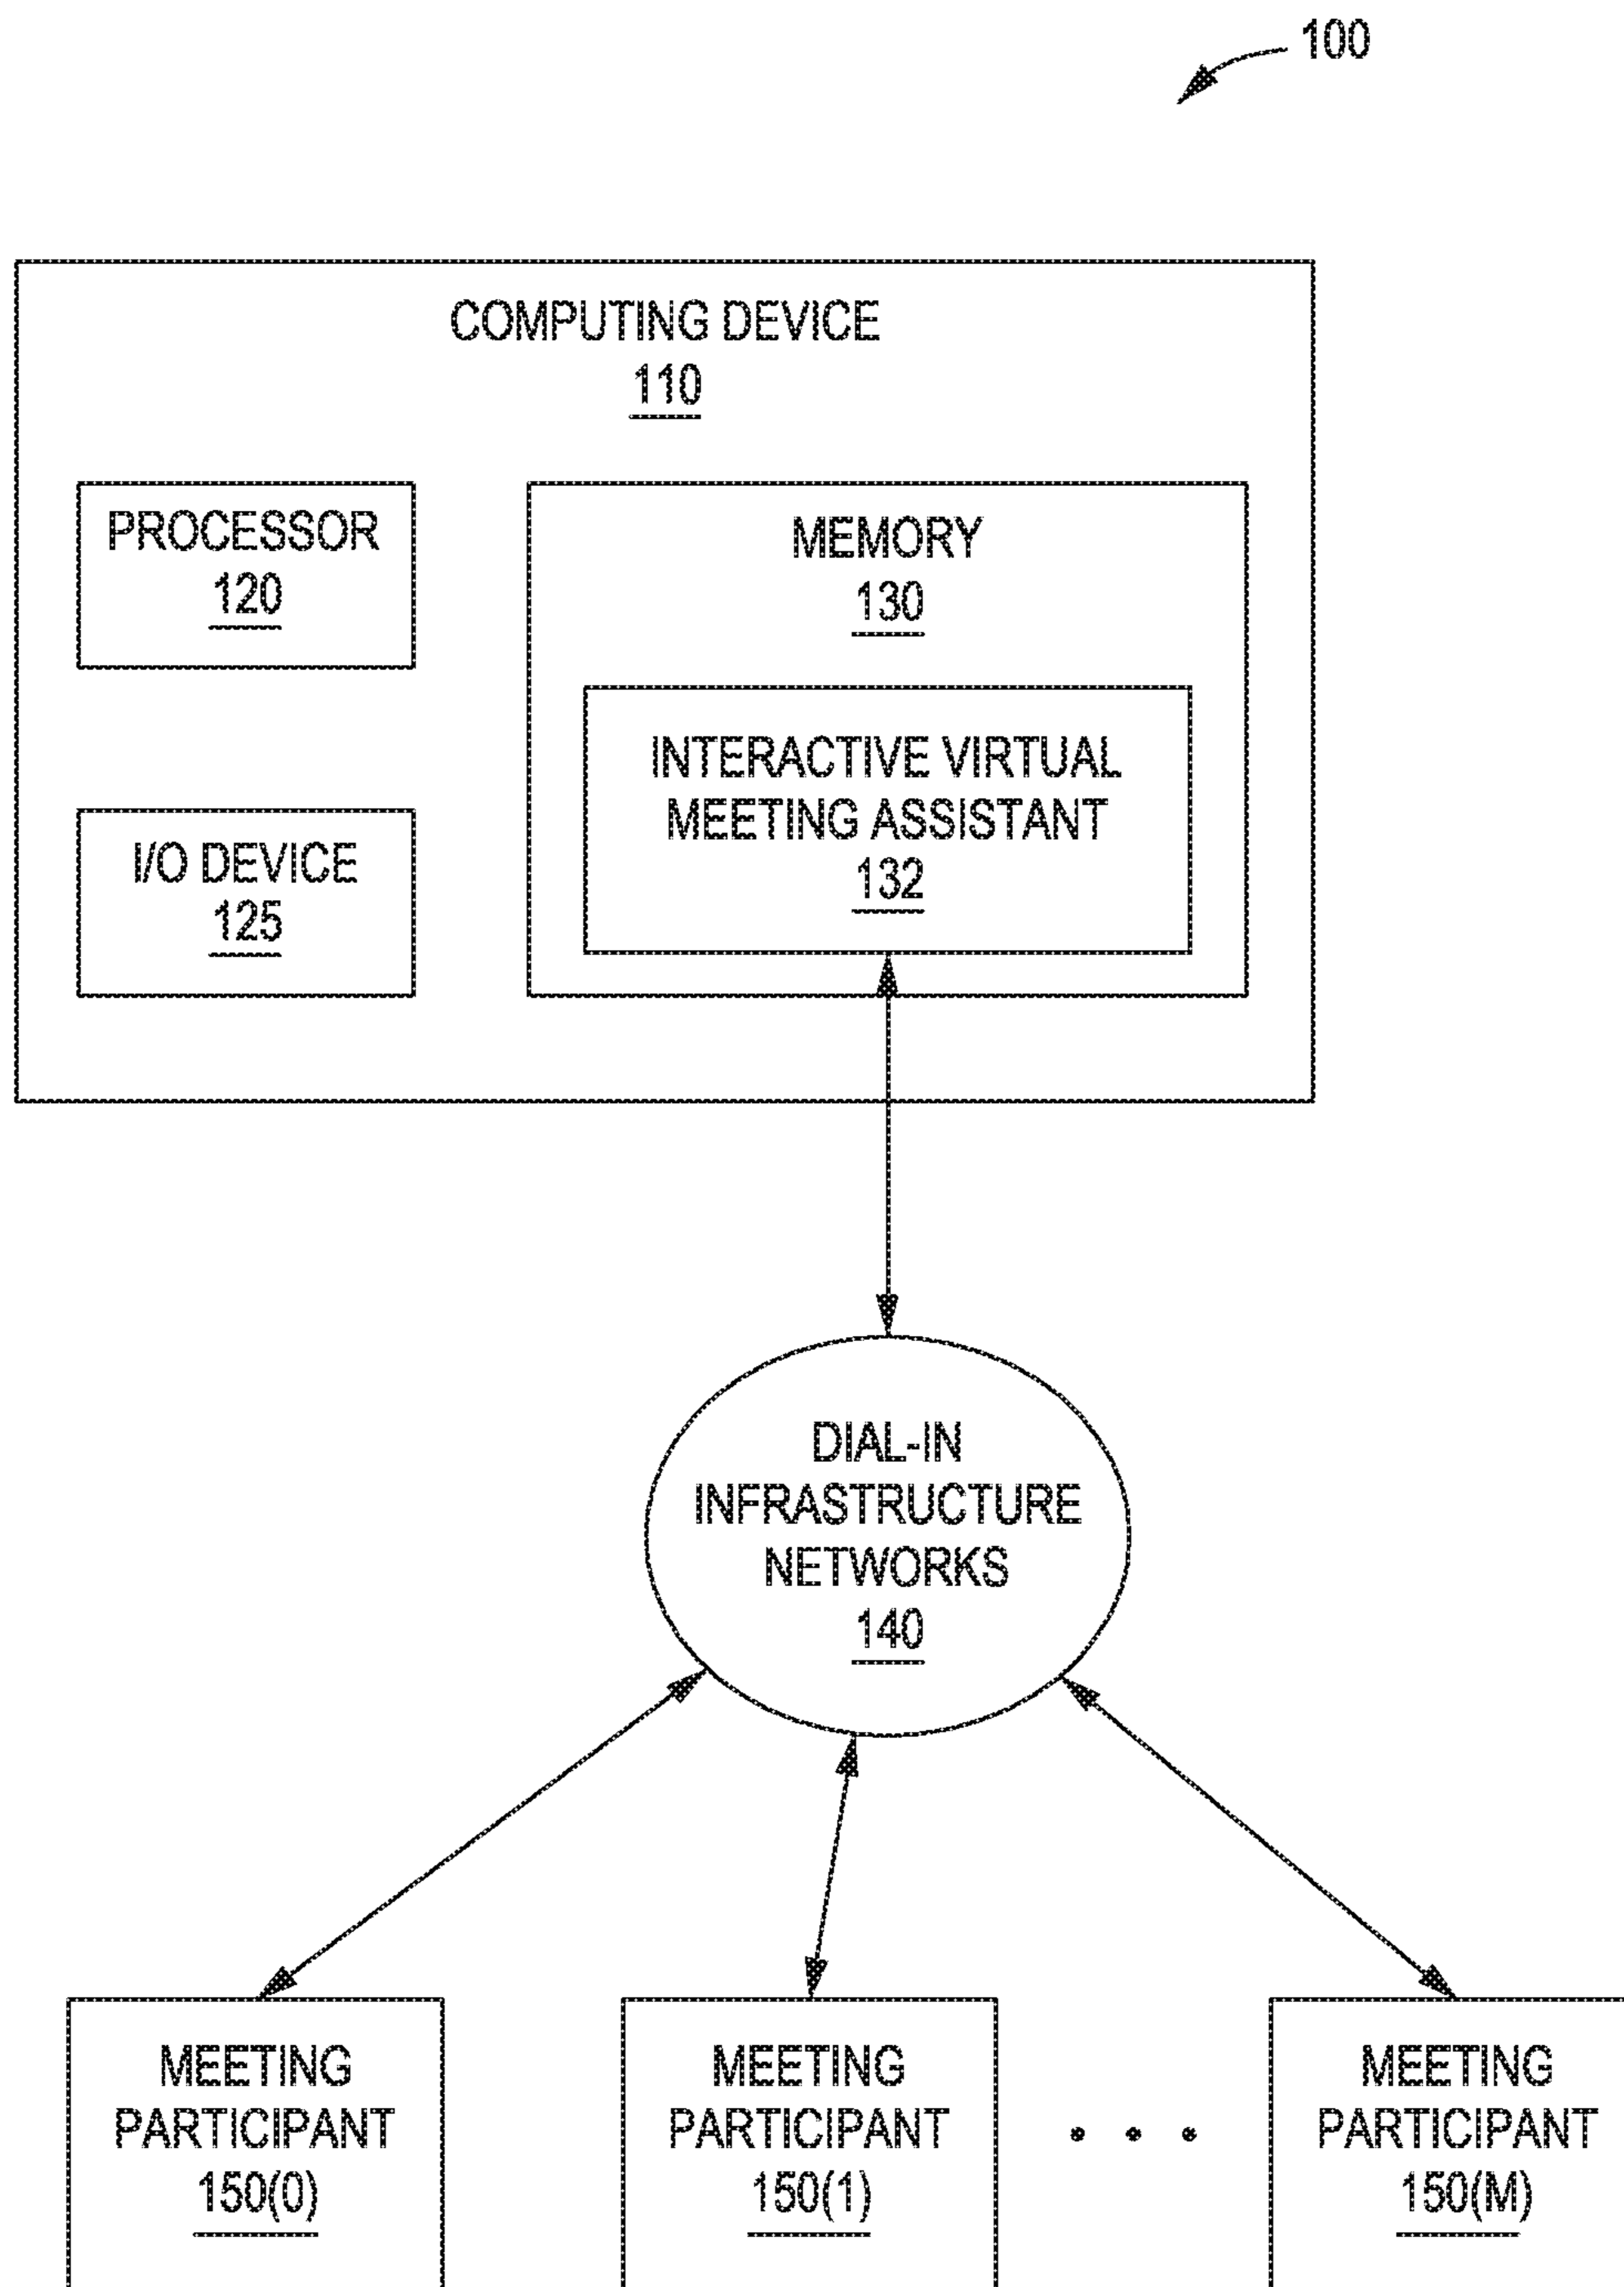 100
COMPUTING DEVICE
110
PROCESSOR
120
MEMORY
130
INTERACTIVE VIRTUAL
MEETING ASSISTANT
132
I/O DEVICE
125
DIAL-IN
INFRASTRUCTURE
NETWORKS
140
MEETING
PARTICIPANT
150(0)
MEETING
PARTICIPANT
150(1)
• • •
MEETING
PARTICIPANT
150(M)